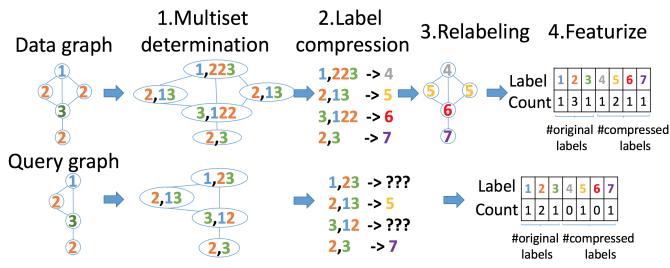 1.Multiset
determination
2.Label
compression
3.Relabeling
4.Featurize
Data graph
1
2
2
3
2
1,223
2,13
2,13
3,122
2,3
1,223 -> 4
2,13 -> 5
3,122 -> 6
2,3 -> 7
4
5
5
6
7
Label 1 2 3 4 5 6 7
Count 1 3 1 1 2 1 1
#original
labels
#compressed
labels
Query graph
1
2
3
2
1,23
2,13
3,12
2,3
1,23 -> ???
2,13 -> 5
3,12 -> ???
2,3 -> 7
Label 1 2 3 4 5 6 7
Count 1 2 1 0 1 0 1
#original
labels
#compressed
labels